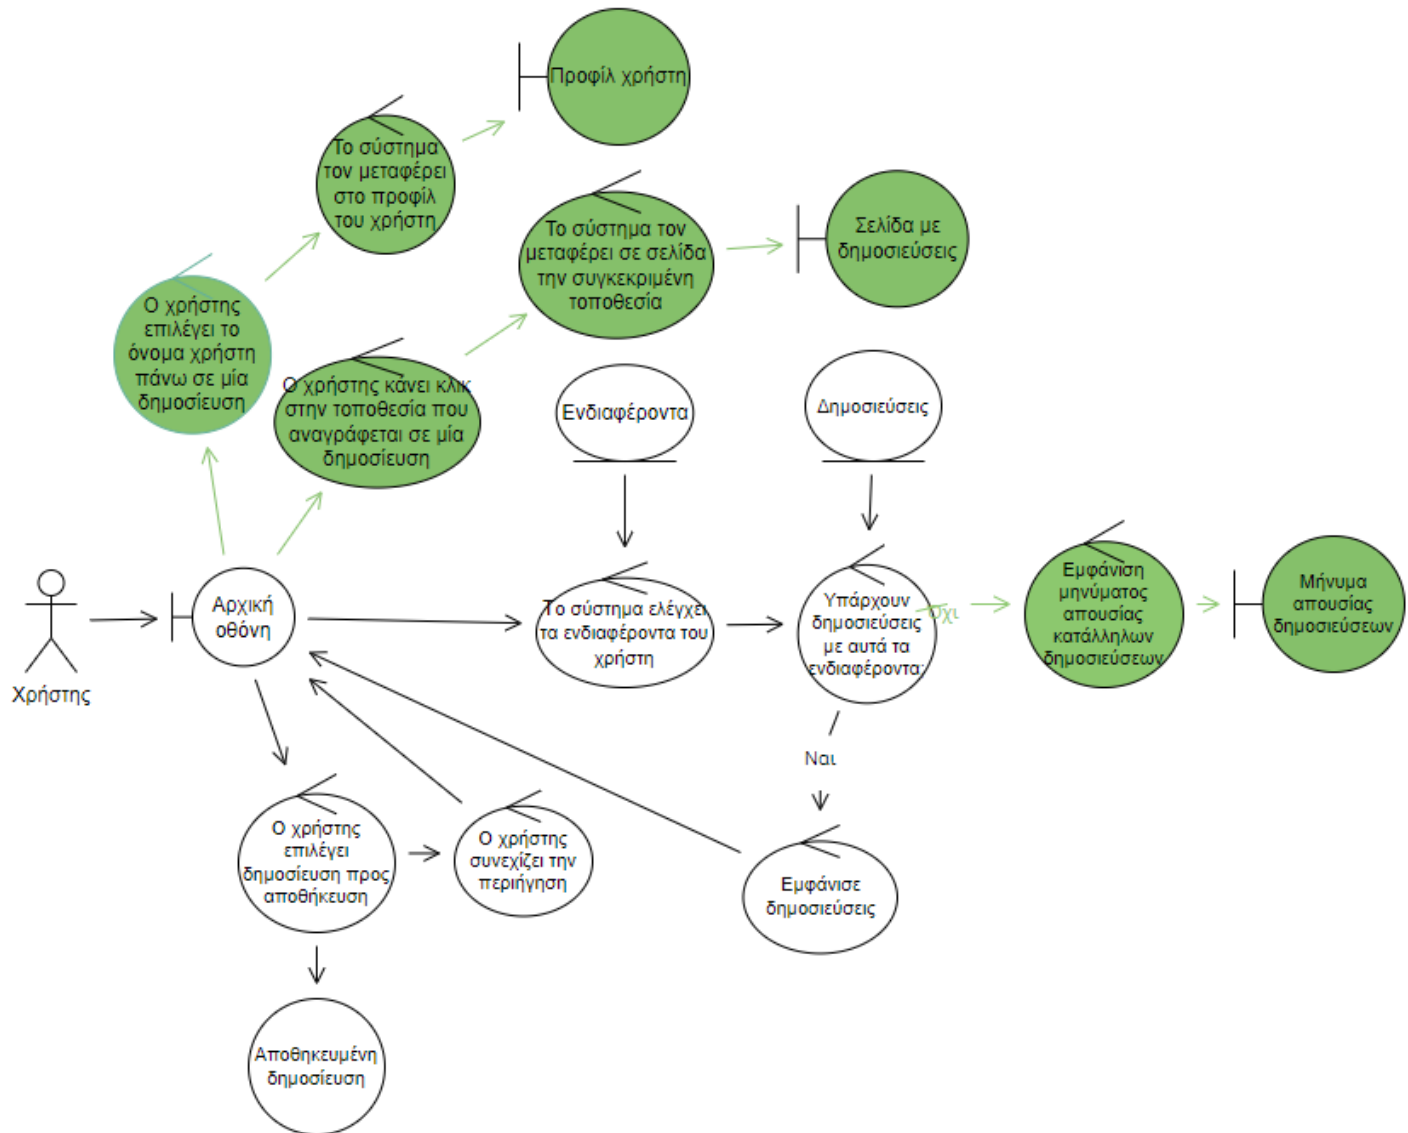 Προφίλ χρήστη
Το σύστημα
τον μεταφέρει
στο προφίλ
του χρήστη
Το σύστημα τον
μεταφέρει σε σελίδα
την συγκεκριμένη
τοποθεσία
Σελίδα με
δημοσιεύσεις
Ο χρήστης
επιλέγει το
όνομα χρήστη
πάνω σε μία
δημοσίευση
Ο χρήστης κάνει κλικ
στην τοποθεσία που
αναγράφεται σε μία
δημοσίευση
Ενδιαφέροντα
Δημοσιεύσεις
Χρήστης
Αρχική
οθόνη
Το σύστημα ελέγχει
τα ενδιαφέροντα του
χρήστη
Υπάρχουν
δημοσιεύσεις
με αυτά τα
ενδιαφέροντα;
Όχι
Εμφάνιση
μηνύματος
απουσίας
κατάλληλων
δημοσιεύσεων
Μήνυμα
απουσίας
δημοσιεύσεων
Ναι
Ο χρήστης
επιλέγει
δημοσίευση προς
αποθήκευση
Ο χρήστης
συνεχίζει την
περιήγηση
Εμφάνισε
δημοσιεύσεις
Αποθηκευμένη
δημοσίευση